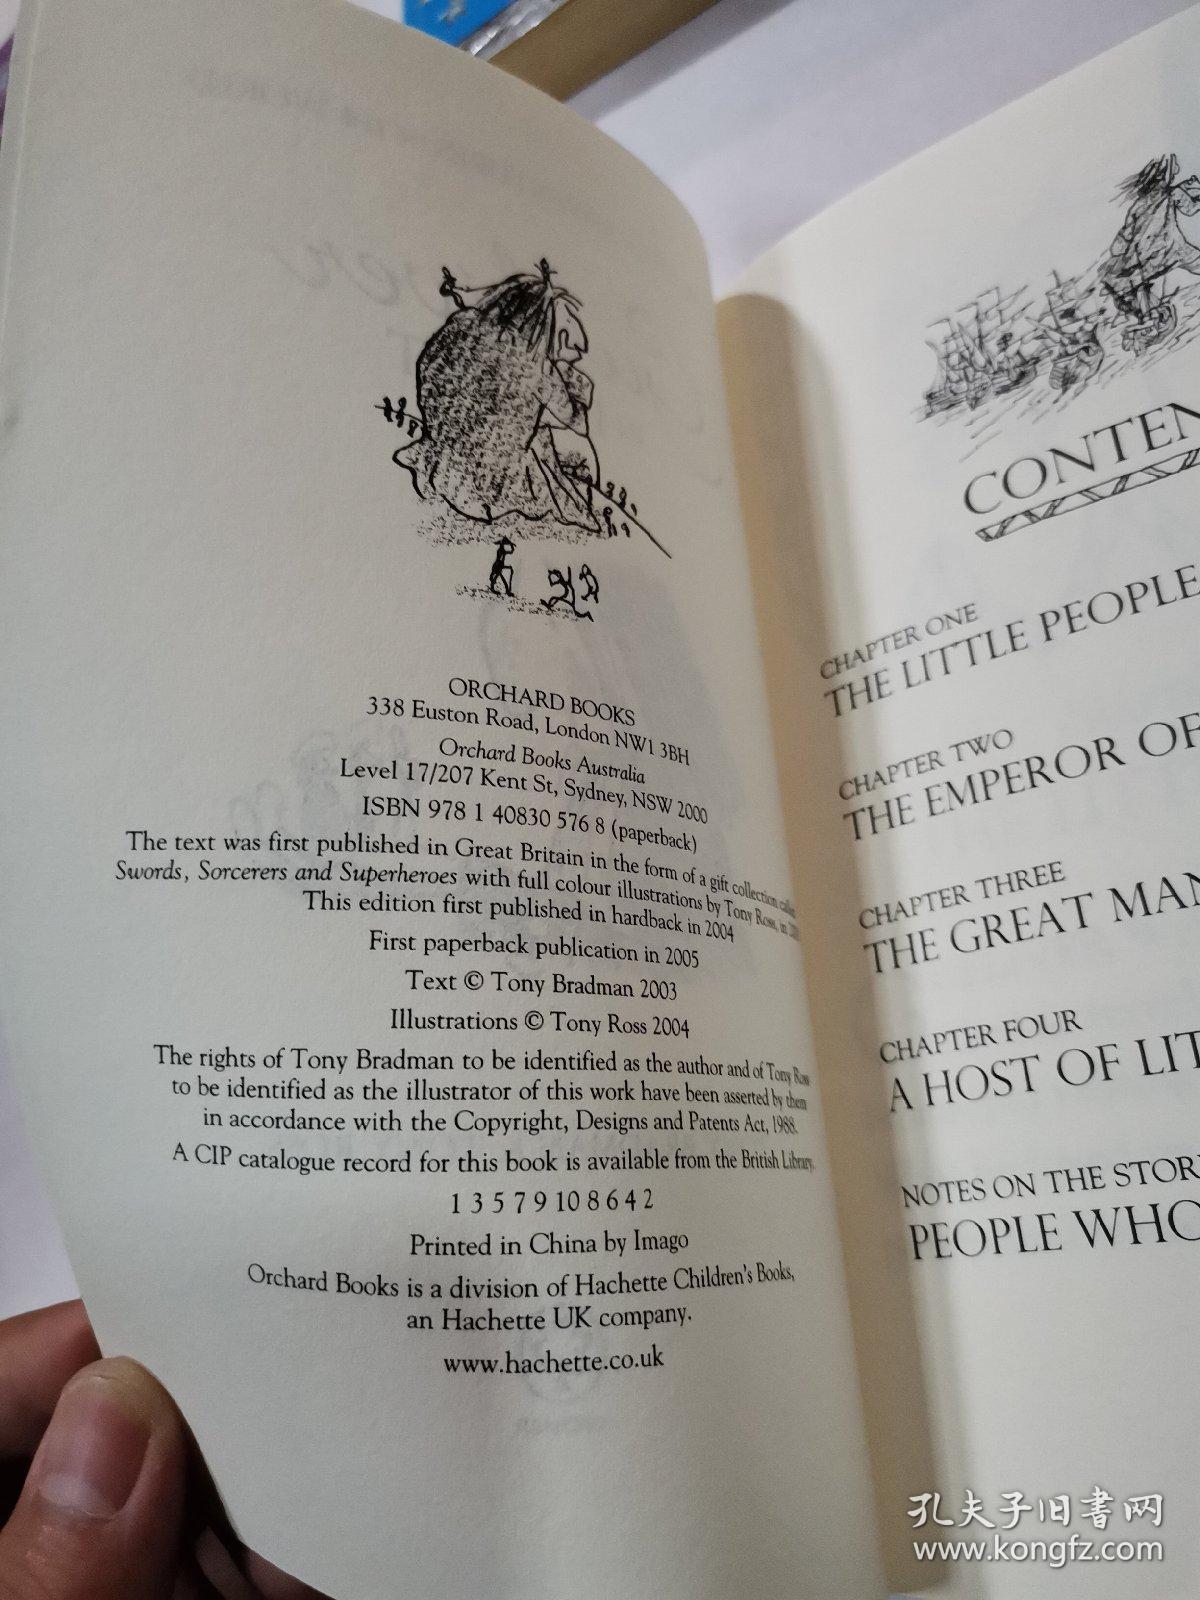 ORCHARD BOOKS
338 Euston Road, London NW1 3BH
Orchard Books Australia
Level 17/207 Kent St, Sydney, NSW 2000
ISBN 978 1 40830 576 8 (paperback)
The text was first published in Great Britain in the form of a gift collection called
Swords, Sorcerers and Superheroes with full colour illustrations by Tony Ross, in
This edition first published in hardback in 2004
First paperback publication in 2005
Text © Tony Bradman 2003
Illustrations © Tony Ross 2004
The rights of Tony Bradman to be identified as the author and of Tony Ross
to be identified as the illustrator of this work have been asserted by them
in accordance with the Copyright, Designs and Patents Act, 1988.
A CIP catalogue record for this book is available from the British Library.
1 3 5 7 9 10 8 6 4 2
Printed in China by Imago
Orchard Books is a division of Hachette Children's Books,
an Hachette UK company.
www.hachette.co.uk
CONTEN
CHAPTER ONE
THE LITTLE PEOPLE
CHAPTER TWO
THE EMPEROR OF
CHAPTER THREE
THE GREAT MAN
CHAPTER FOUR
A HOST OF LIT
NOTES ON THE STOR
PEOPLE WHO
孔夫子旧书网
www.kongfz.com